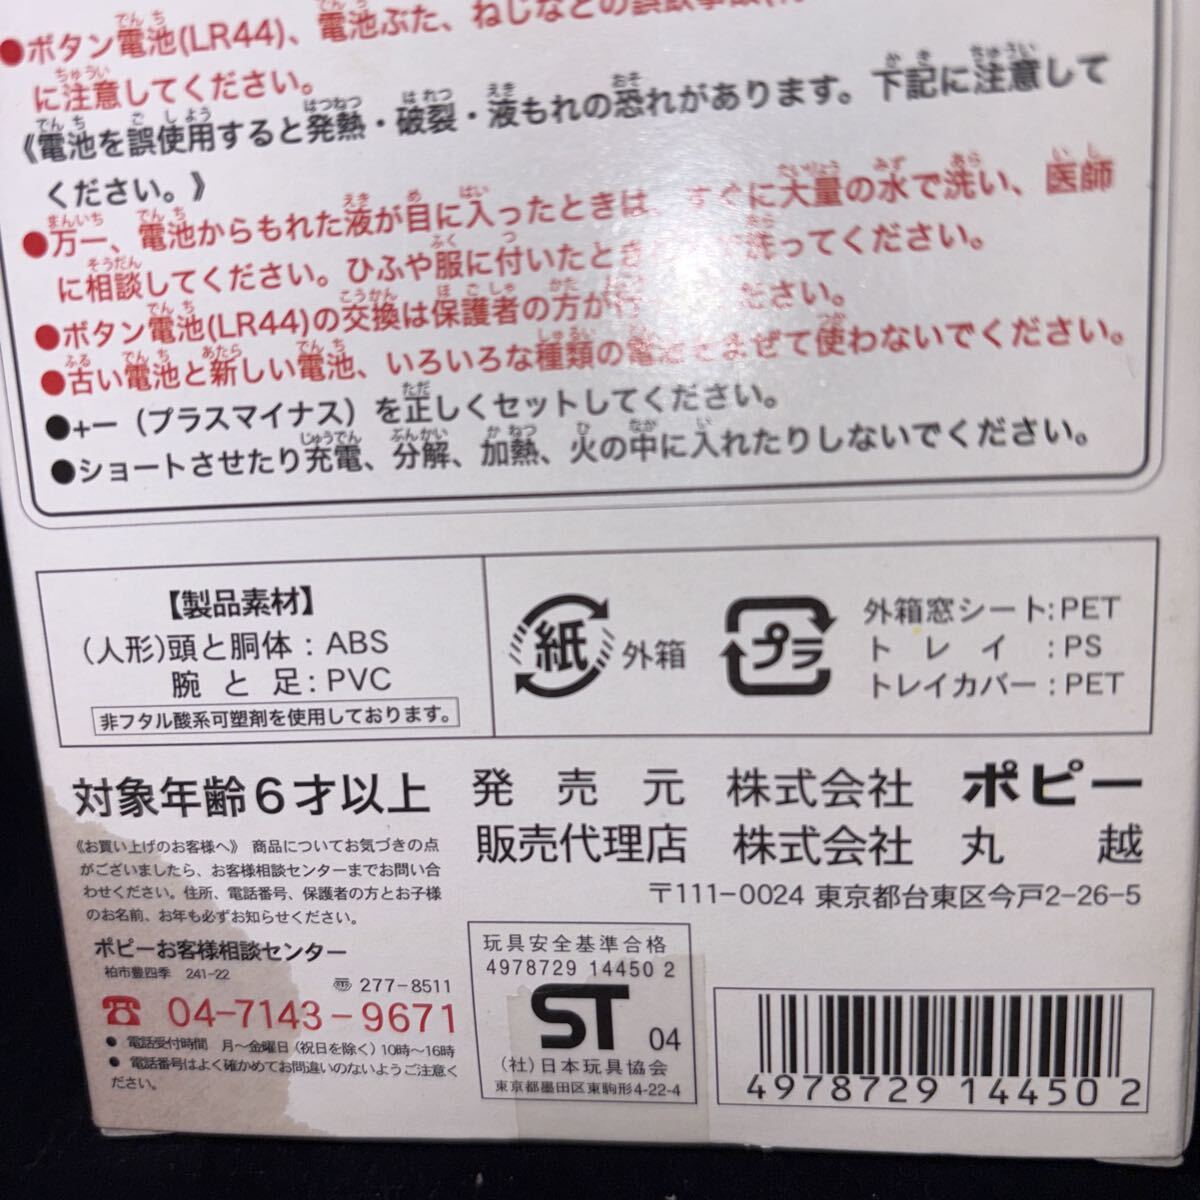 ●ボタン電池(LR44)、電池ぶた、ねじなどの誤飲事故
に注意してください。
《電池を誤使用すると発熱・破裂・液もれの恐れがあります。下記に注意して
ください。》
●万一、電池からもれた液が目に入ったときは、すぐに大量の水で洗い、医師
に相談してください。ひふや服に付いたとき 洗ってください。
●ボタン電池(LR44)の交換は保護者の方が行 ださい。
●古い電池と新しい電池、いろいろな種類の電池をまぜて使わないでください。
●+ー（プラスマイナス）を正しくセットしてください。
●ショートさせたり充電、分解、加熱、火の中に入れたりしないでください。
【製品素材】
(人形)頭と胴体：ABS
腕と足：PVC
非フタル酸系可塑剤を使用しております。
紙 外箱
プラ
外箱窓シート:PET
トレイ :PS
トレイカバー:PET
対象年齢6才以上
発売元 株式会社 ポピー
販売代理店 株式会社 丸越
〒111-0024 東京都台東区今戸2-26-5
《お買い上げのお客様へ》 商品についてお気づきの点
がございましたら、お客様相談センターまでお問い合
わせください。住所、電話番号、保護者の方とお子様
のお名前、お年も必ずお知らせください。
ポピーお客様相談センター
柏市豊四季 241-22
277-8511
☎ 04-7143-9671
● 電話受付時間 月〜金曜日(祝日を除く)10時〜16時
● 電話番号はよく確かめてお間違いのないようご注意く
ださい。
玩具安全基準合格
4978729 14450 2
ST 04
(社)日本玩具協会
東京都墨田区東駒形4-22-4
4978729 144502